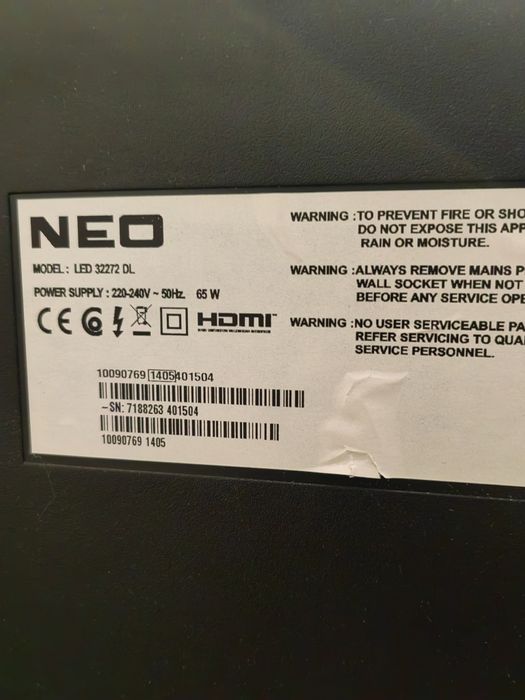 NEO
MODEL : LED 32272 DL
POWER SUPPLY : 220-240V ~ 50Hz. 65 W
CE HDMI
10090769 1405401504
~SN: 7188263 401504
10090769 1405
WARNING :TO PREVENT FIRE OR SHO
DO NOT EXPOSE THIS APP
RAIN OR MOISTURE.
WARNING :ALWAYS REMOVE MAINS P
WALL SOCKET WHEN NOT
BEFORE ANY SERVICE OPE
WARNING :NO USER SERVICEABLE PA
REFER SERVICING TO QUA
SERVICE PERSONNEL.